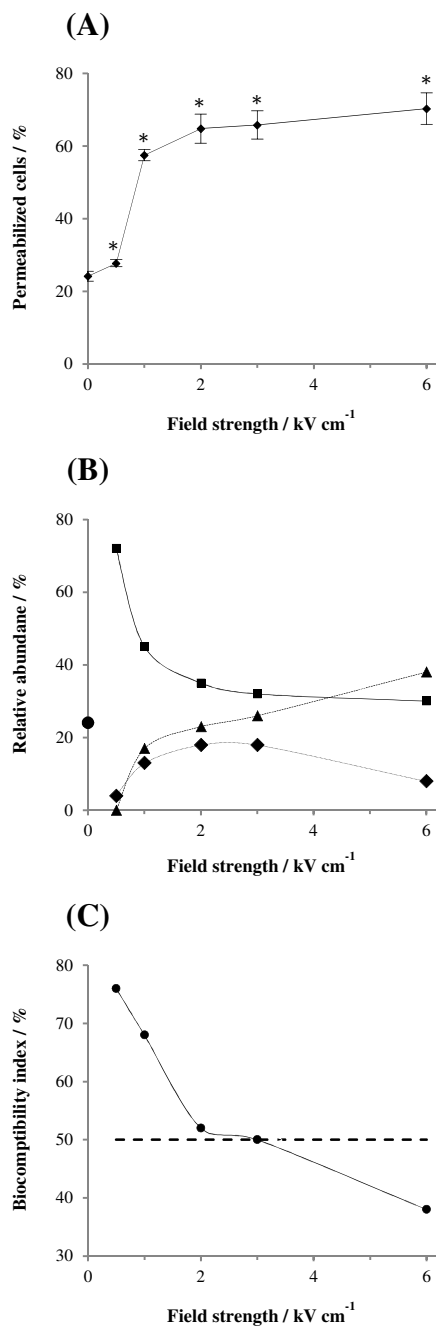 (A)
Permeabilized cells / %
80
60
40
20
0
* * * * *
0 2 4 6
Field strength / kV cm⁻¹
(B)
Relative abundane / %
80
60
40
20
0
0 2 4 6
Field strength / kV cm⁻¹
(C)
Biocomptibility index / %
80
70
60
50
40
30
0 2 4 6
Field strength / kV cm⁻¹